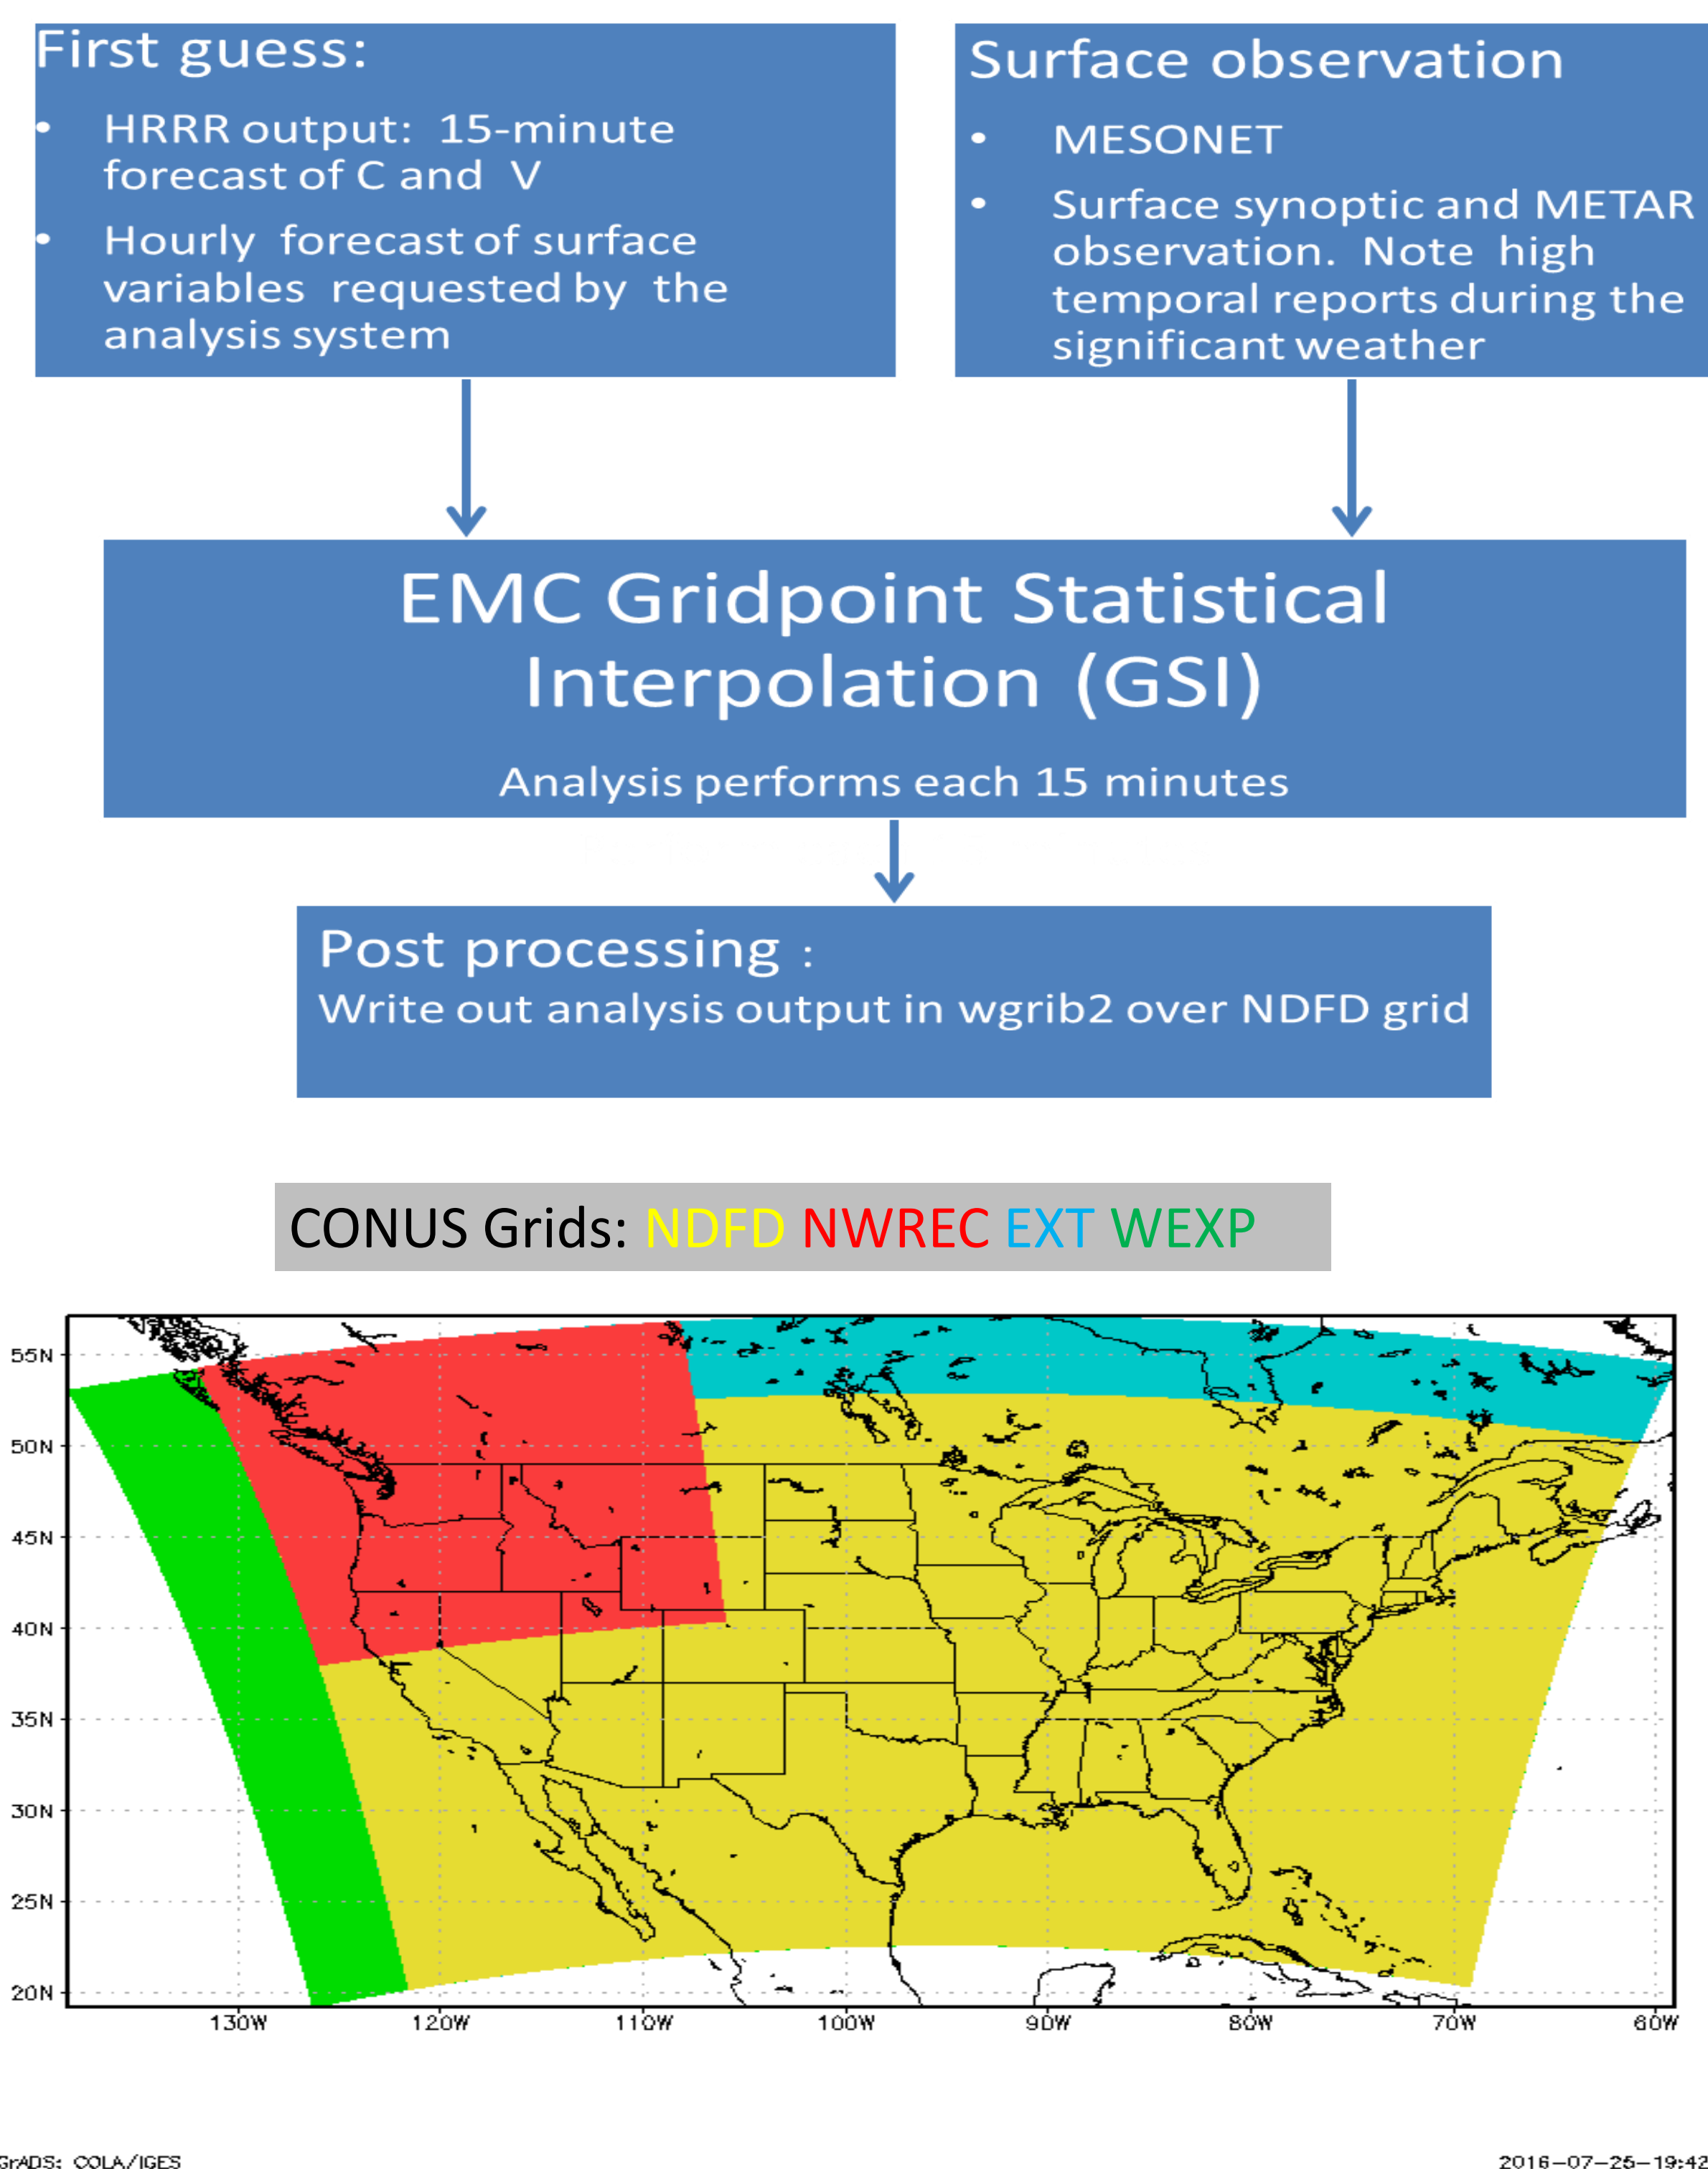 First guess:
• HRRR output: 15-minute
forecast of C and V
• Hourly forecast of surface
variables requested by the
analysis system
Surface observation
• MESONET
• Surface synoptic and METAR
observation. Note high
temporal reports during the
significant weather
EMC Gridpoint Statistical
Interpolation (GSI)
Analysis performs each 15 minutes
Post processing :
Write out analysis output in wgrib2 over NDFD grid
CONUS Grids: NDFD NWREC EXT WEXP
55N
50N
45N
40N
35N
30N
25N
20N
130W 120W 110W 100W 90W 80W 70W 60W
GrADS: COLA/IGES
2016-07-25-19:42